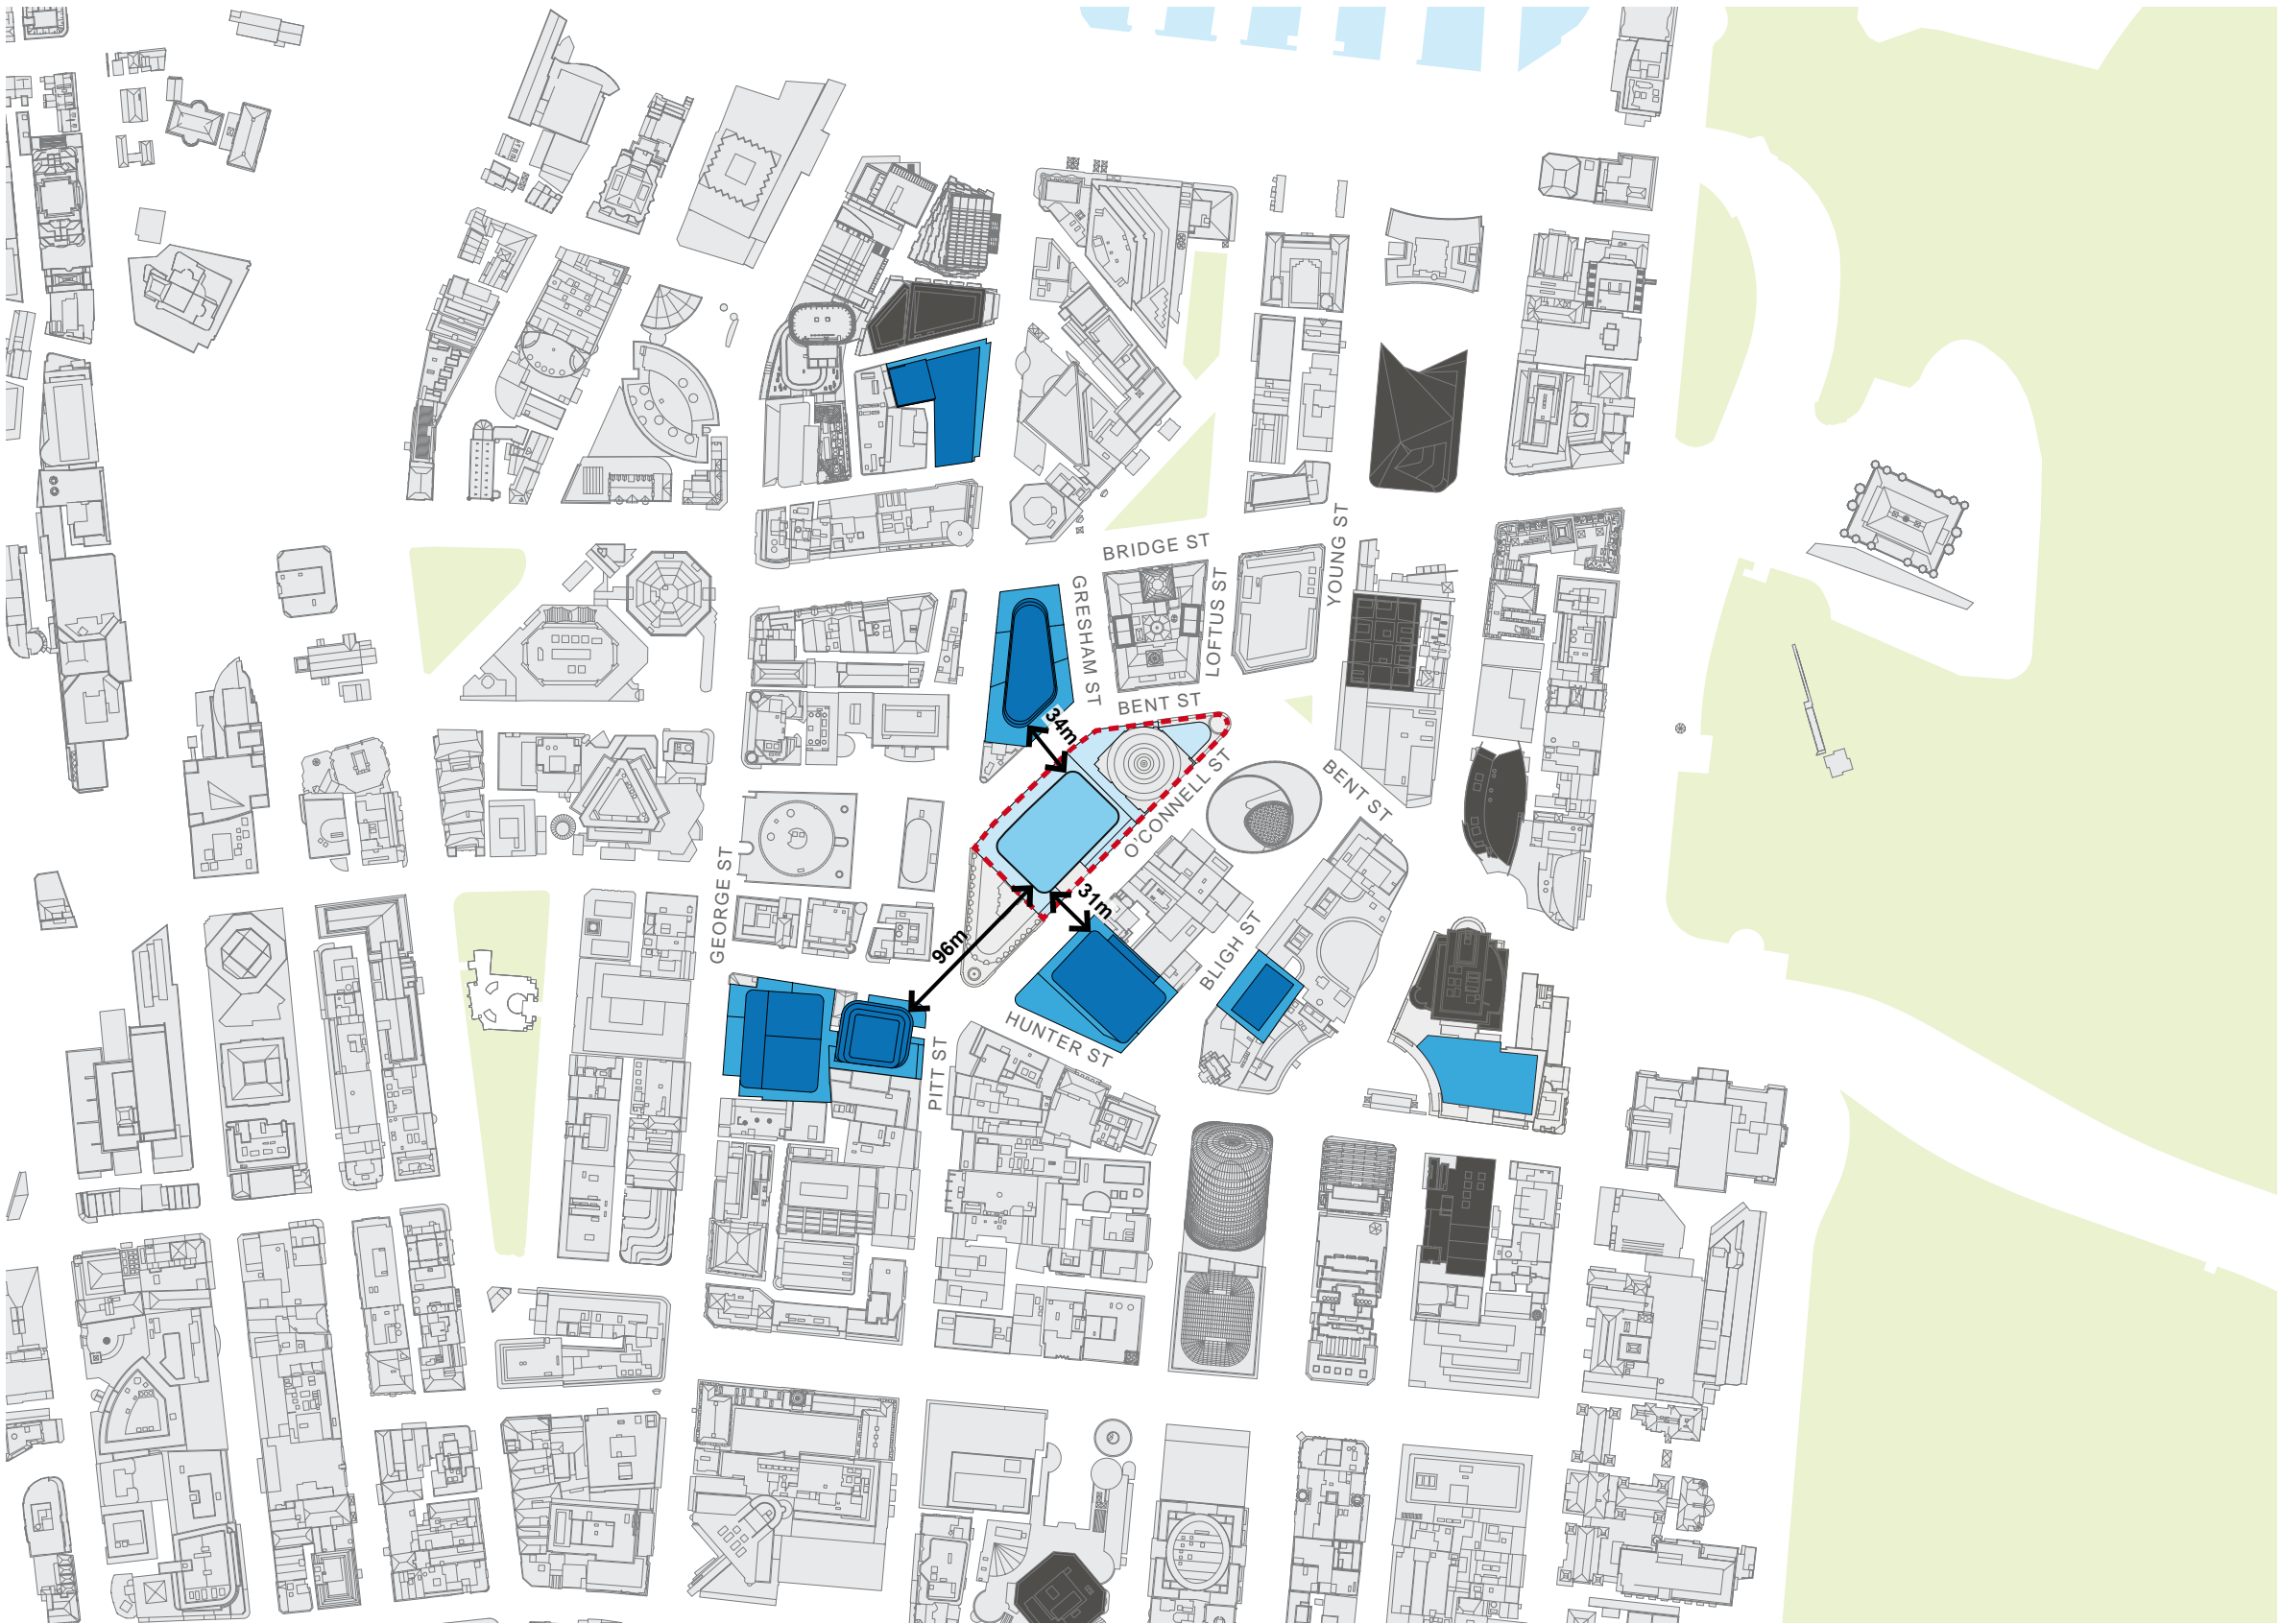 BRIDGE ST
YOUNG ST
GRESHAM ST
LOFTUS ST
BENT ST
34m
O'CONNELL ST
BENT ST
GEORGE ST
31m
96m
BLIGH ST
HUNTER ST
PITT ST